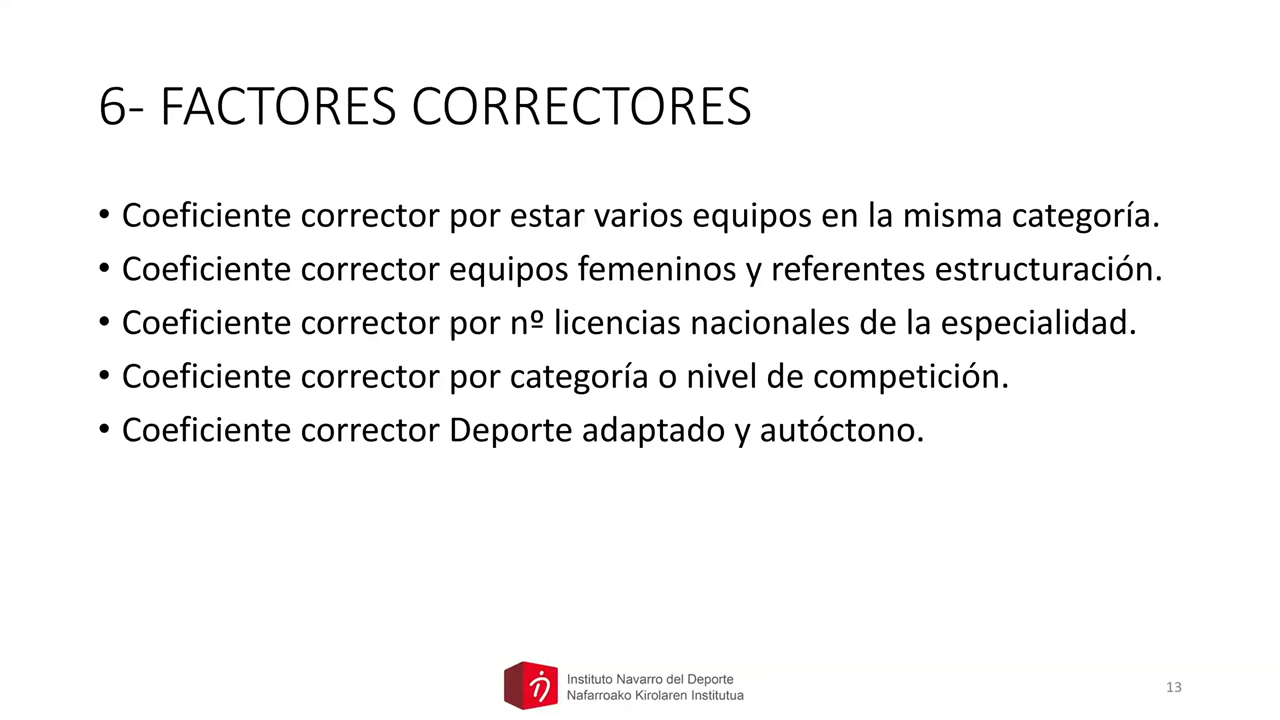 6- FACTORES CORRECTORES
• Coeficiente corrector por estar varios equipos en la misma categoría.
• Coeficiente corrector equipos femeninos y referentes estructuración.
• Coeficiente corrector por nº licencias nacionales de la especialidad.
• Coeficiente corrector por categoría o nivel de competición.
• Coeficiente corrector Deporte adaptado y autóctono.
Instituto Navarro del Deporte
Nafarroako Kirolaren Institutua
13